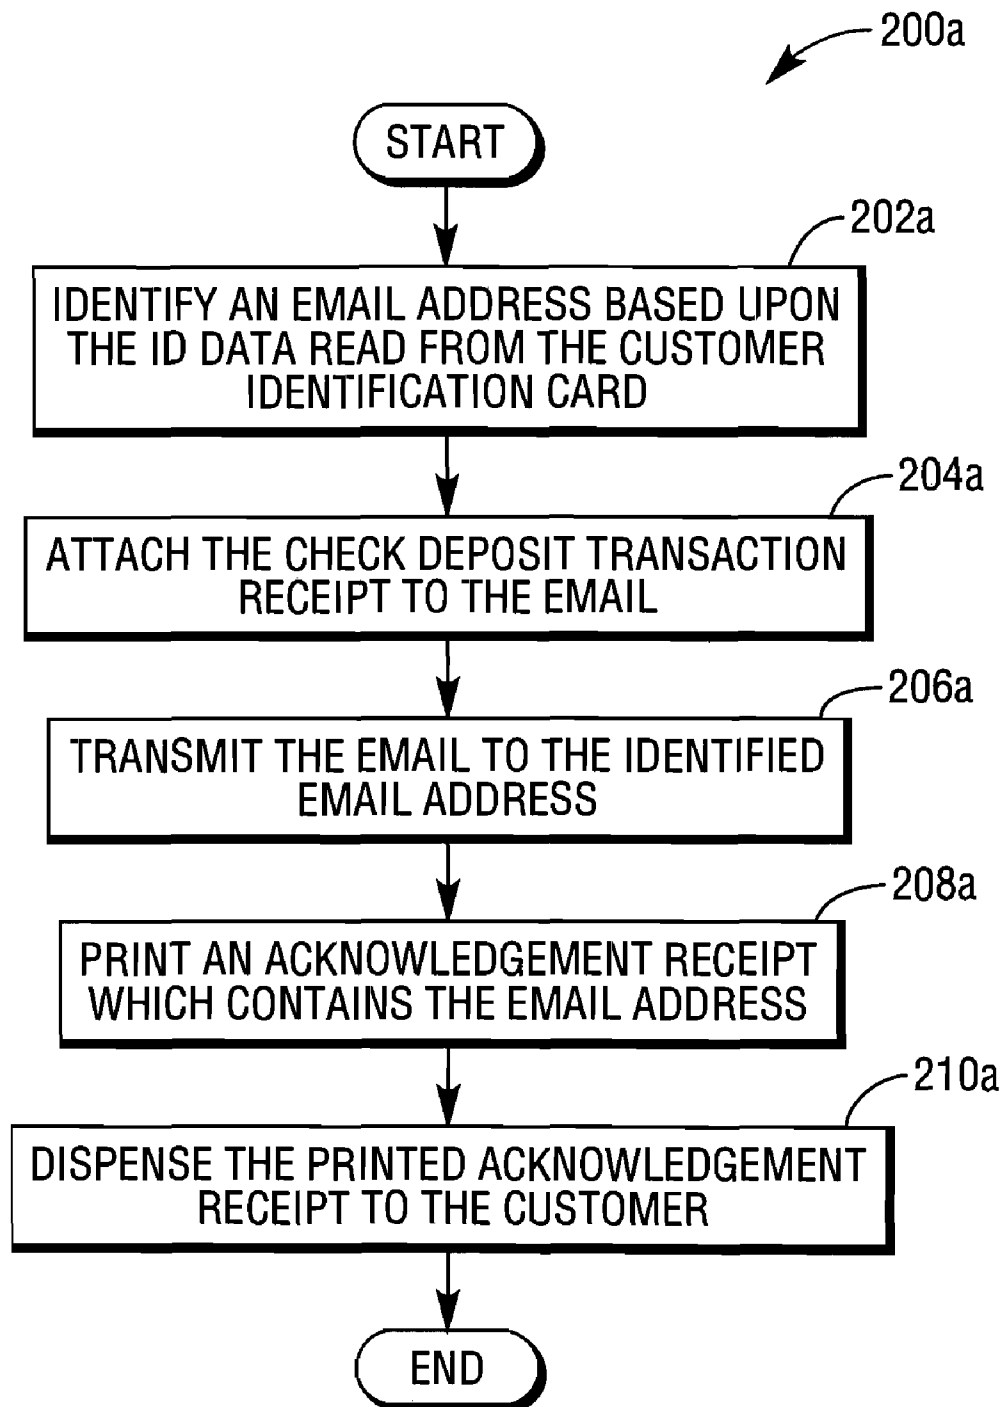 200a
START
202a
IDENTIFY AN EMAIL ADDRESS BASED UPON
THE ID DATA READ FROM THE CUSTOMER
IDENTIFICATION CARD
204a
ATTACH THE CHECK DEPOSIT TRANSACTION
RECEIPT TO THE EMAIL
206a
TRANSMIT THE EMAIL TO THE IDENTIFIED
EMAIL ADDRESS
208a
PRINT AN ACKNOWLEDGEMENT RECEIPT
WHICH CONTAINS THE EMAIL ADDRESS
210a
DISPENSE THE PRINTED ACKNOWLEDGEMENT
RECEIPT TO THE CUSTOMER
END